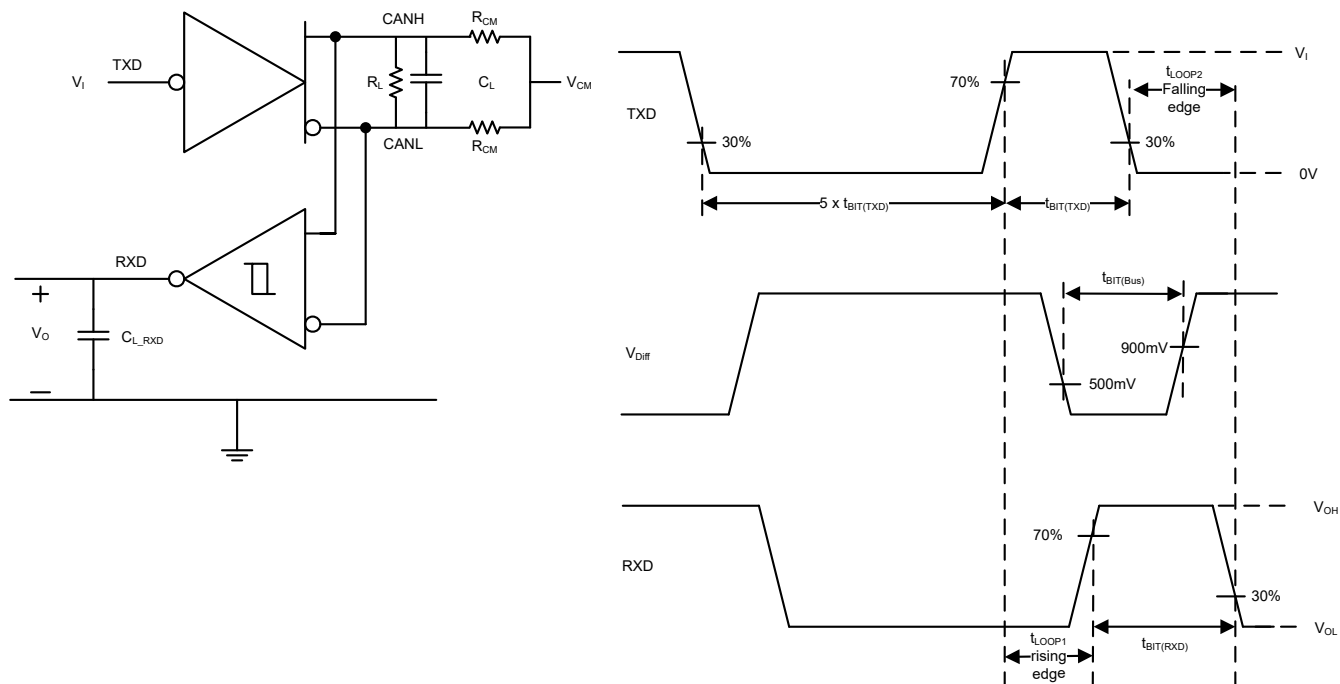 CANH
R_CM
TXD
V_I
R_L
C_L
V_CM
CANL
R_CM
RXD
+
V_O
C_L_RXD
—
TXD
30%
70%
V_I
t_LOOP2
Falling
edge
30%
0V
5 x t_BIT(TXD)
t_BIT(TXD)
t_BIT(Bus)
V_Diff
900mV
500mV
RXD
70%
V_OH
30%
V_OL
t_LOOP1
rising
edge
t_BIT(RXD)